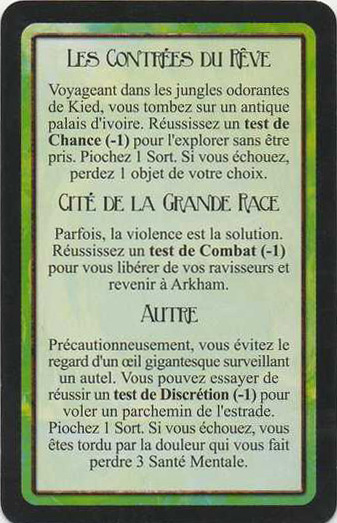 Les Contrées du Rêve
Voyageant dans les jungles odorantes
de Kied, vous tombez sur un antique
palais d'ivoire. Réussissez un test de
Chance (-1) pour l'explorer sans être
pris. Piochez 1 Sort. Si vous échouez,
perdez 1 objet de votre choix.
Cité de la Grande Race
Parfois, la violence est la solution.
Réussissez un test de Combat (-1)
pour vous libérer de vos ravisseurs et
revenir à Arkham.
Autre
Précautionneusement, vous évitez le
regard d'un œil gigantesque surveillant
un autel. Vous pouvez essayer de
réussir un test de Discrétion (-1) pour
voler un parchemin de l'estrade.
Piochez 1 Sort. Si vous échouez, vous
êtes tordu par la douleur qui vous fait
perdre 3 Santé Mentale.